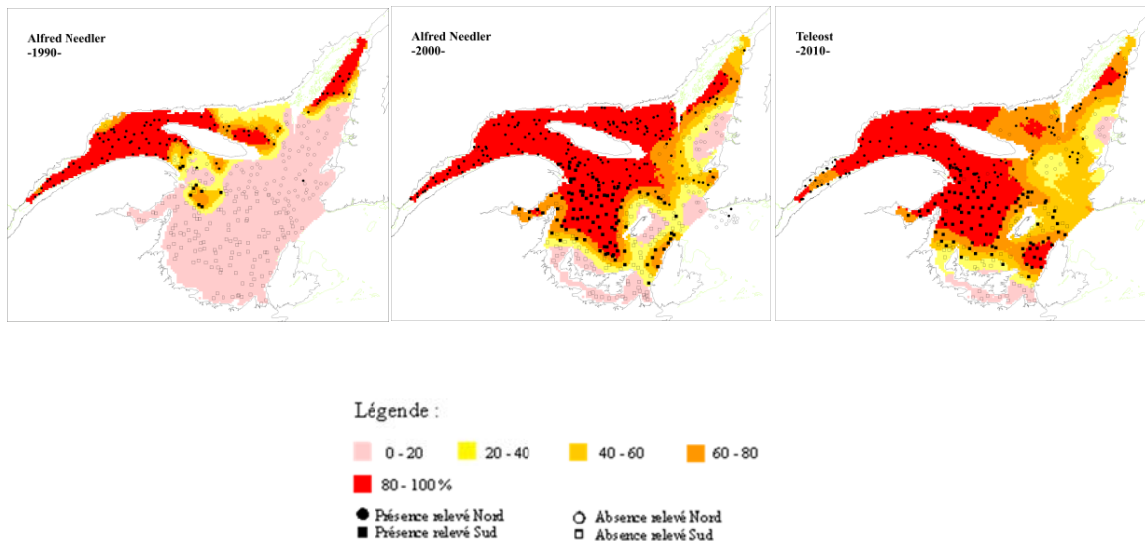 Alfred Needler
-1990-
Alfred Needler
-2000-
Teleost
-2010-
Légende :
0 - 20
20 - 40
40 - 60
60 - 80
80 - 100 %
Présence relevé Nord
Absence relevé Nord
Présence relevé Sud
Absence relevé Sud